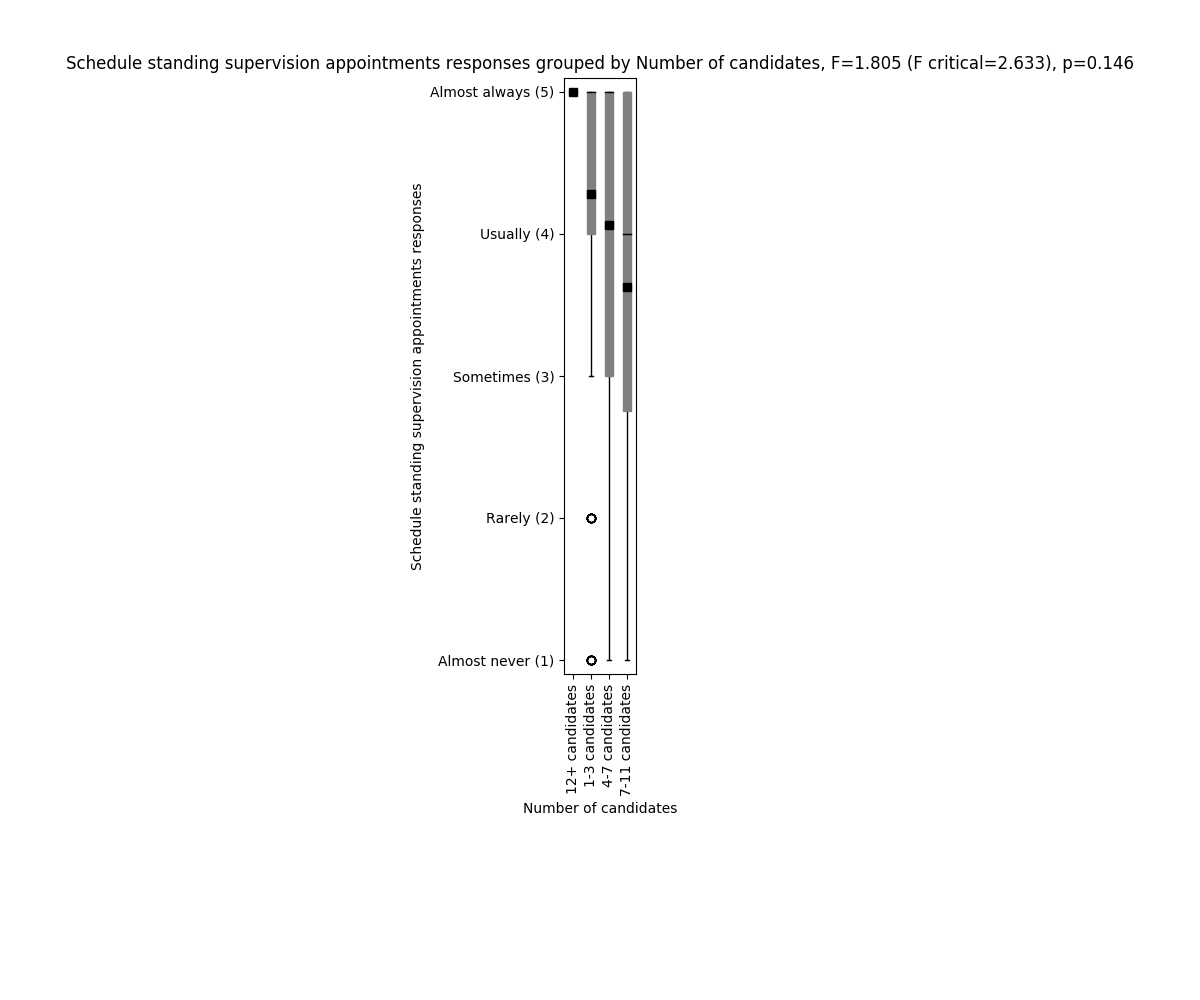 Schedule standing supervision appointments responses grouped by Number of candidates, F=1.805 (F critical=2.633), p=0.146
Schedule standing supervision appointments responses
Almost always (5)
Usually (4)
Sometimes (3)
Rarely (2)
Almost never (1)
12+ candidates
1-3 candidates
4-7 candidates
7-11 candidates
Number of candidates